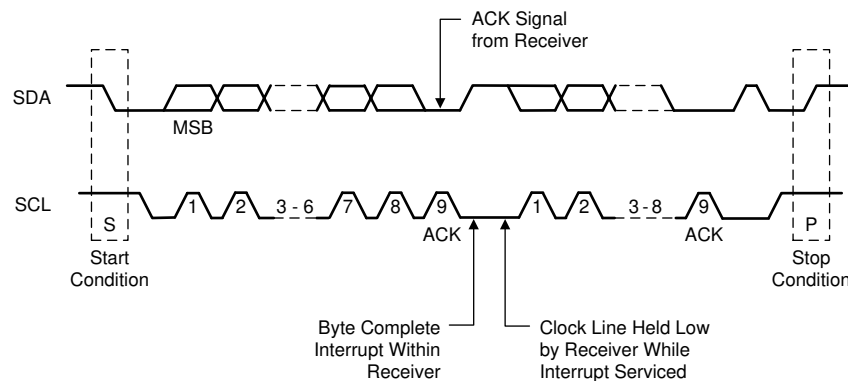 ACK Signal
from Receiver
SDA
MSB
SCL
1
2
3 - 6
7
8
9
1
2
3 - 8
9
S
ACK
ACK
P
Start
Condition
Stop
Condition
Byte Complete
Interrupt Within
Receiver
Clock Line Held Low
by Receiver While
Interrupt Serviced